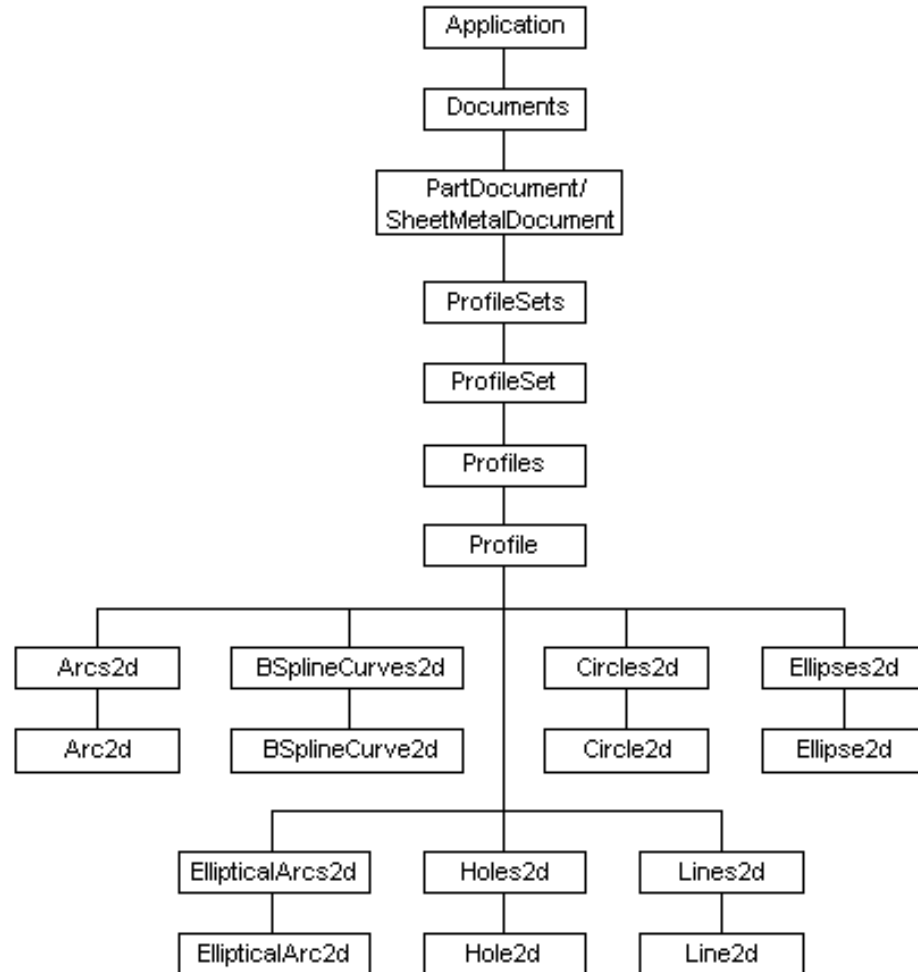 Application
Documents
PartDocument/
SheetMetalDocument
ProfileSets
ProfileSet
Profiles
Profile
Arcs2d
BSplineCurves2d
Circles2d
Ellipses2d
Arc2d
BSplineCurve2d
Circle2d
Ellipse2d
EllipticalArcs2d
Holes2d
Lines2d
EllipticalArc2d
Hole2d
Line2d